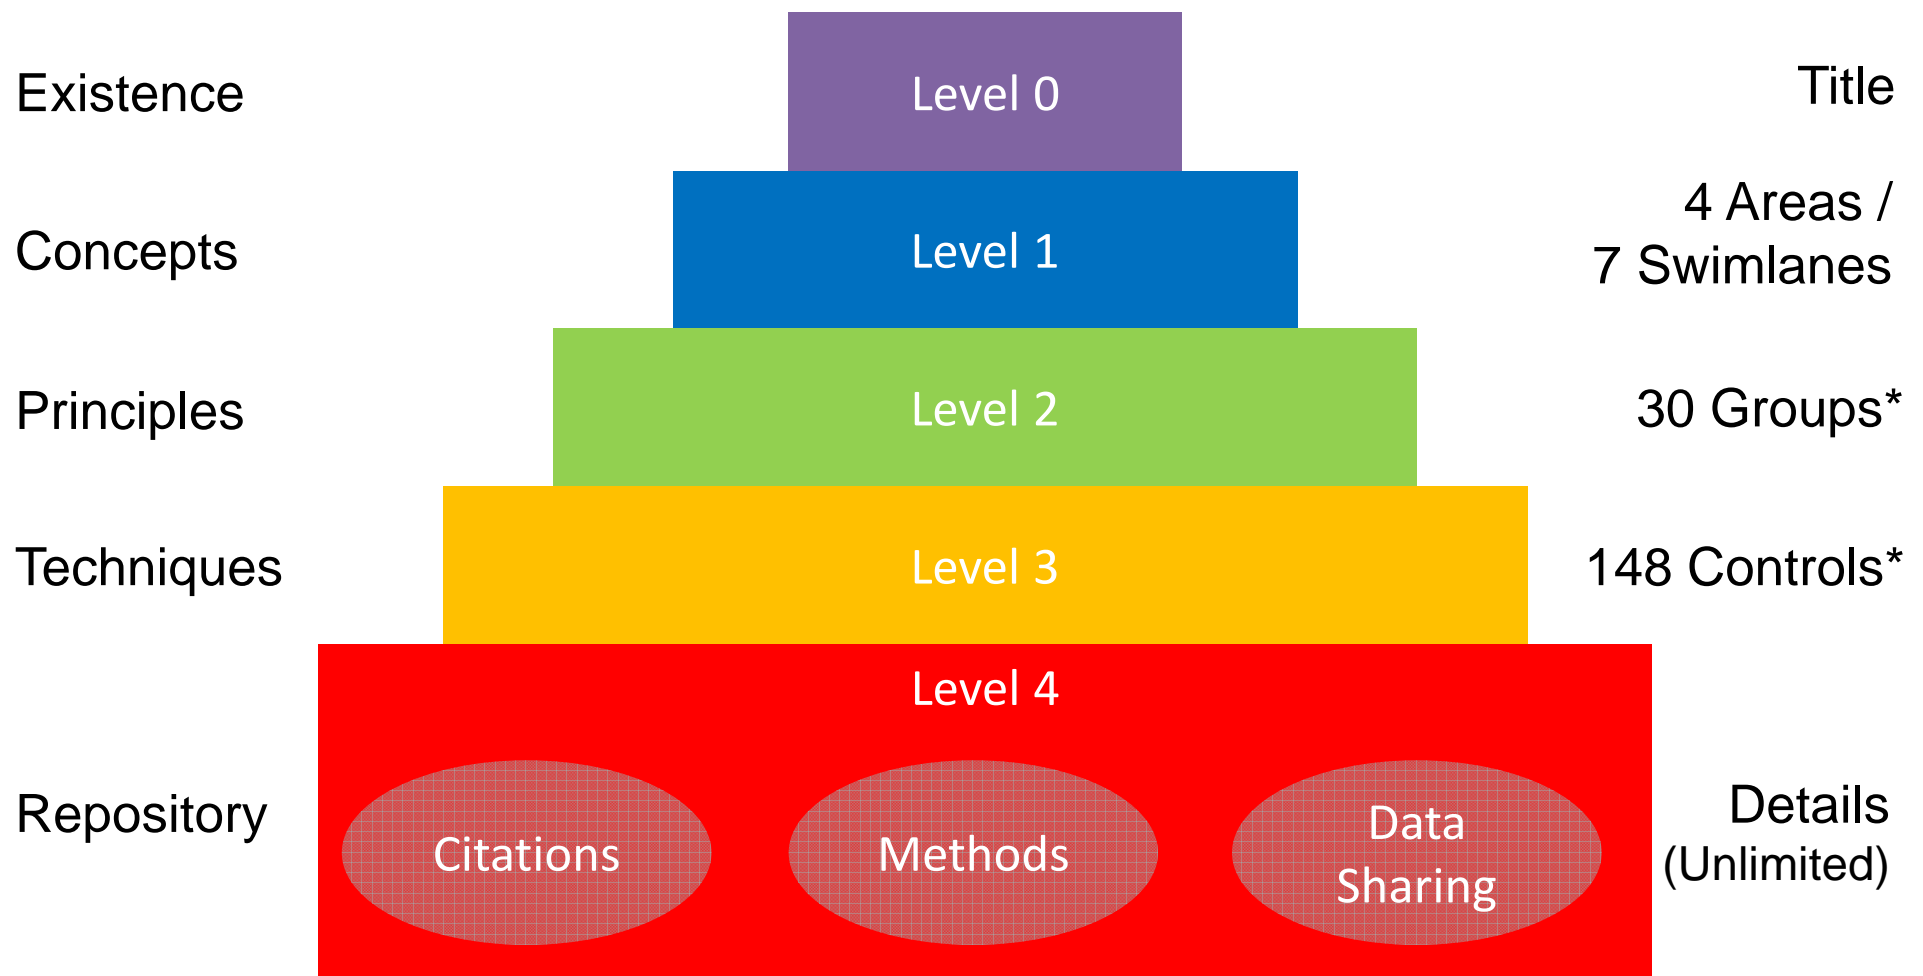 Existence
Level 0
Title
Concepts
Level 1
4 Areas /
7 Swimlanes
Principles
Level 2
30 Groups*
Techniques
Level 3
148 Controls*
Level 4
Repository
Citations
Methods
Data
Sharing
Details
(Unlimited)